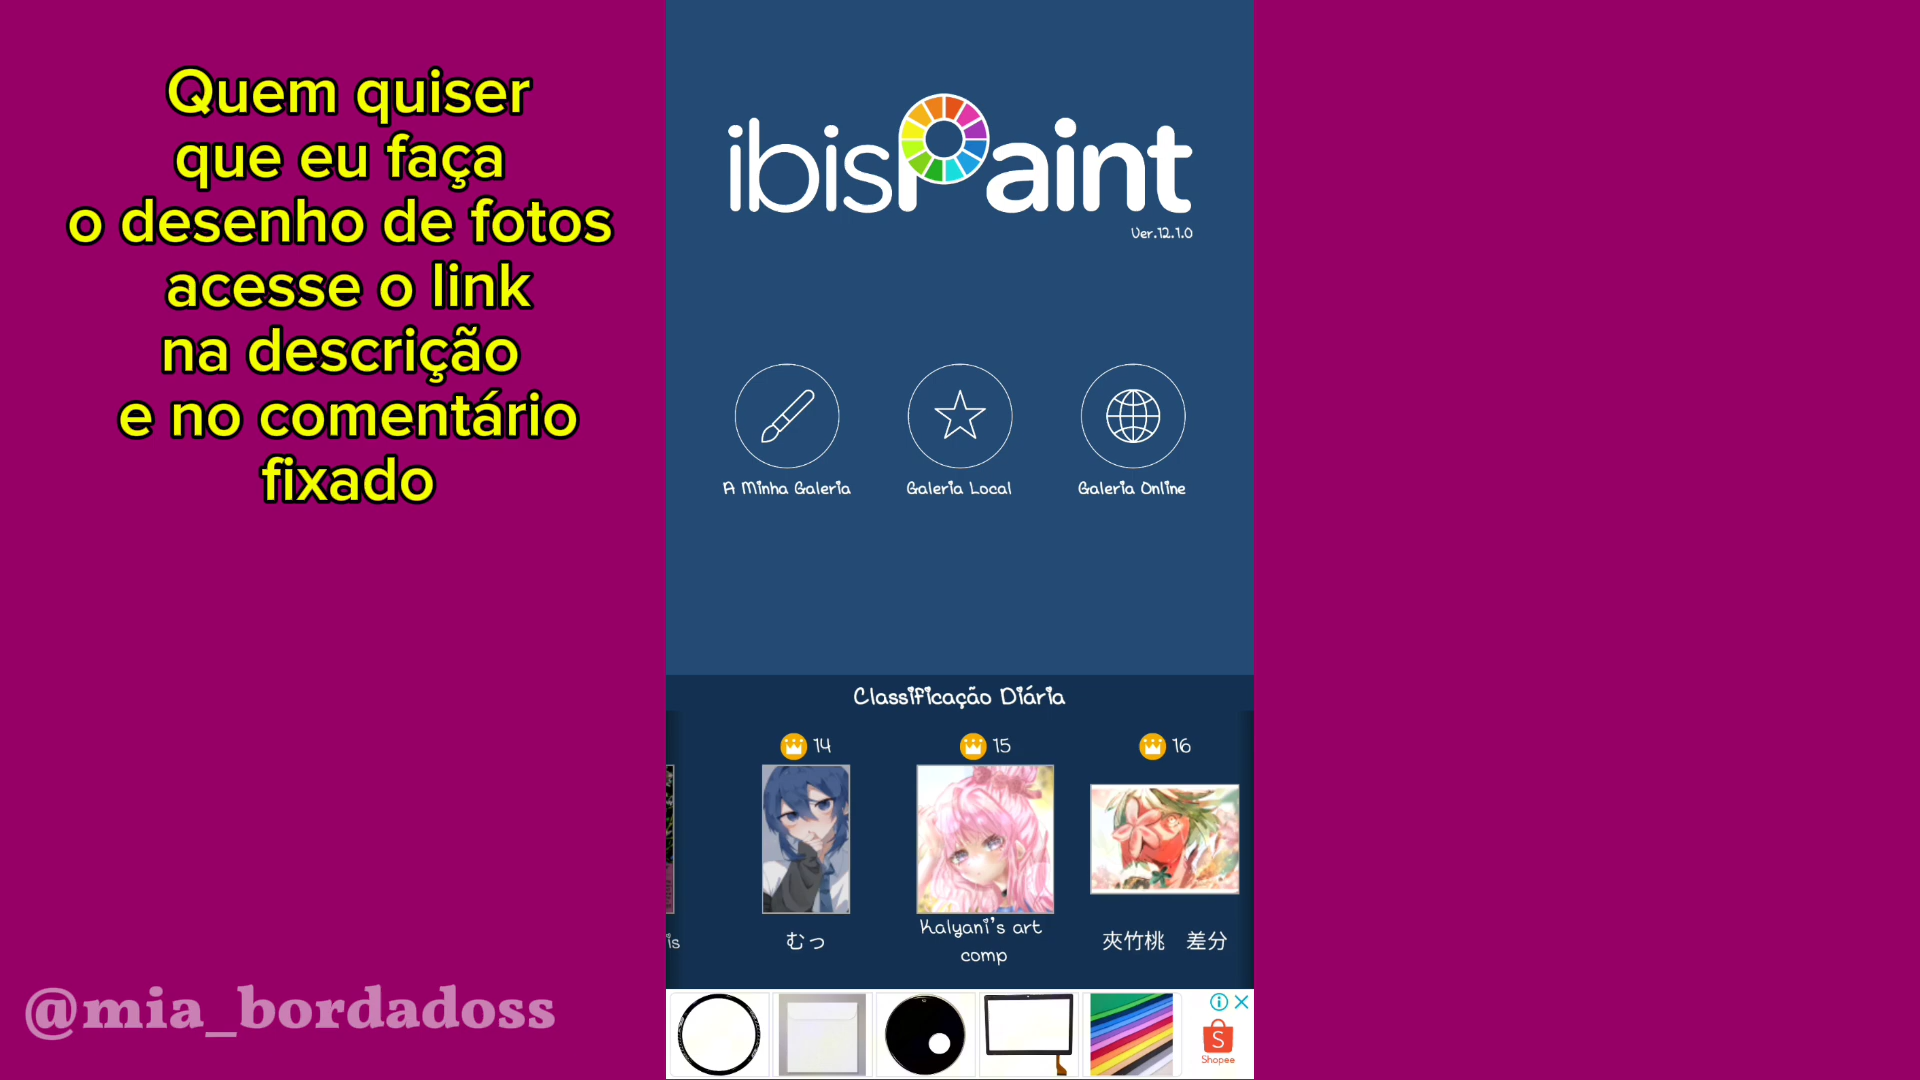 Quem quiser
que eu faça
o desenho de fotos
acesse o link
na descrição
e no comentário
fixado
@mia_bordadoss
ibisPaint
Ver.12.1.0
A Minha Galeria
Galeria Local
Galeria Online
Classificação Diária
14
15
16
is
むっ
Kalyani's art
comp
夾竹桃 差分
S
Shopee